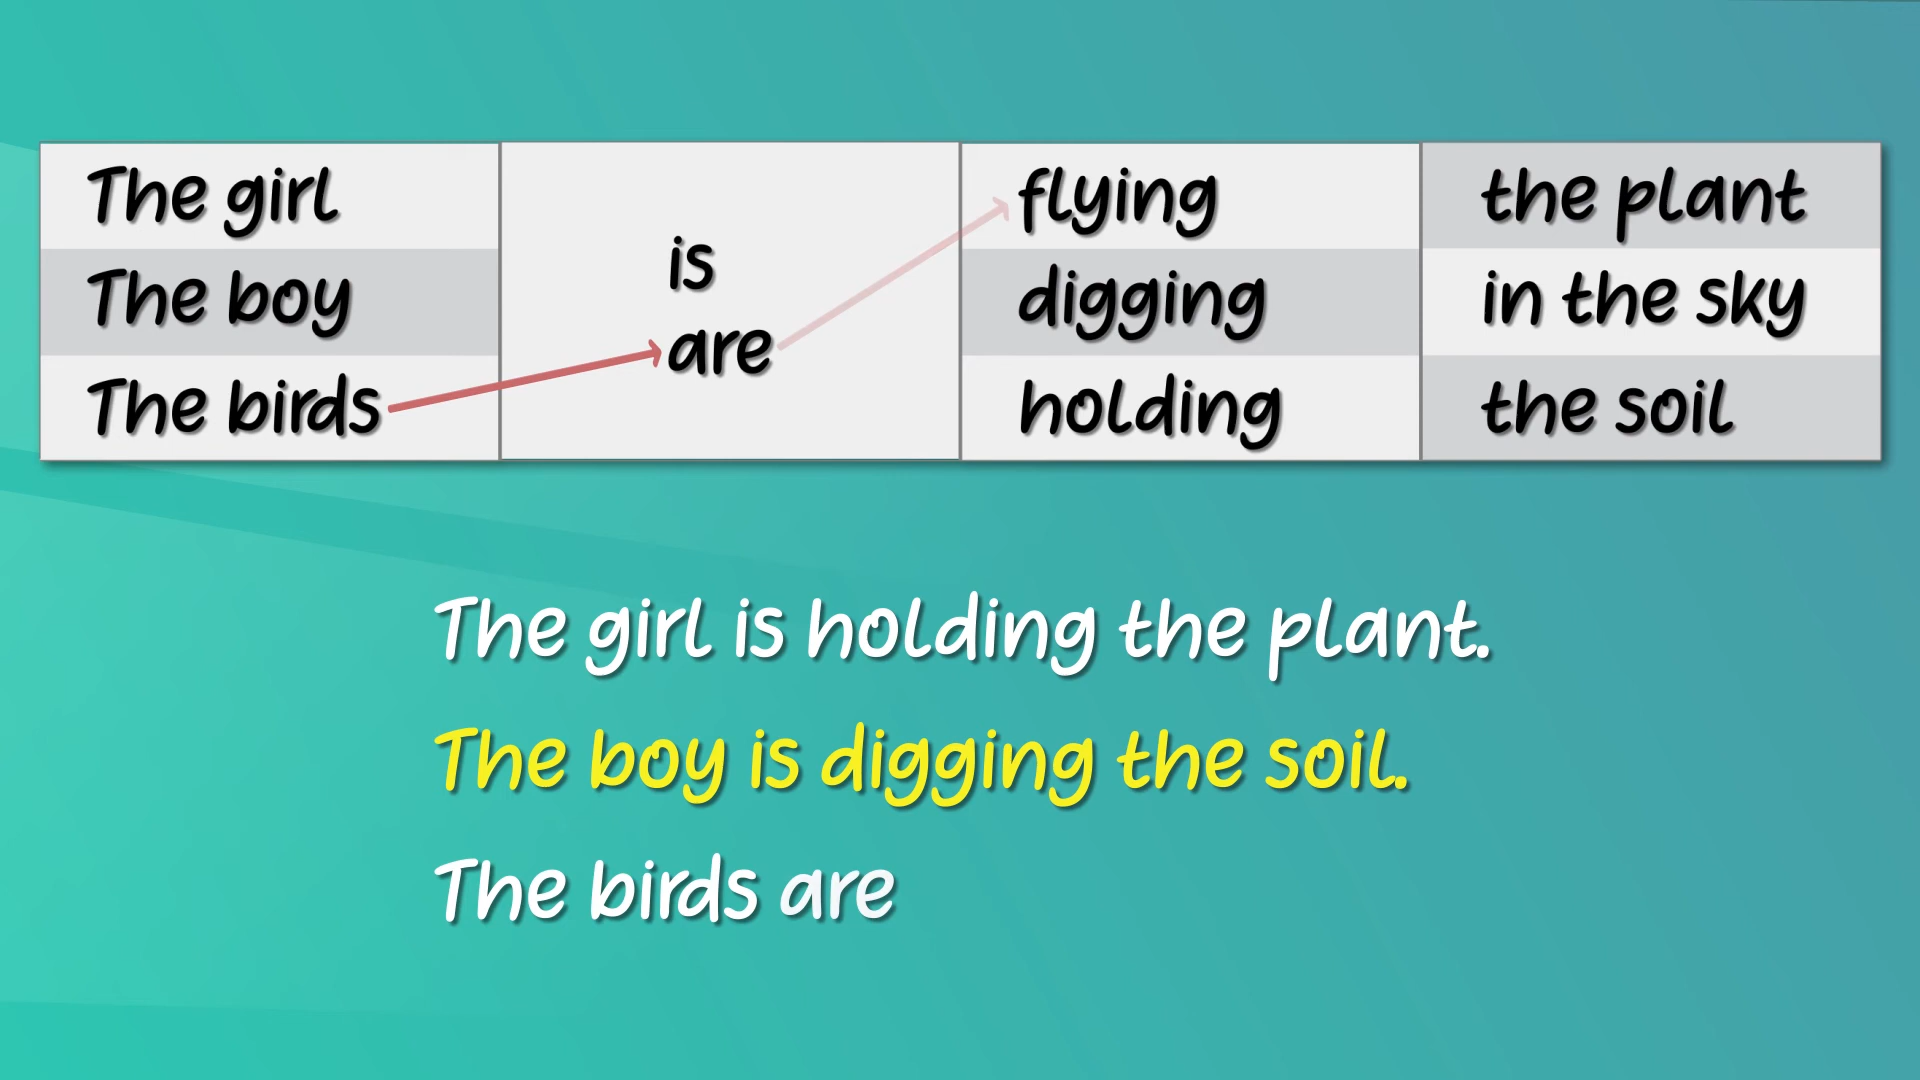 The girl
The boy
The birds
is
are
flying
digging
holding
the plant
in the sky
the soil
The girl is holding the plant.
The boy is digging the soil.
The birds are